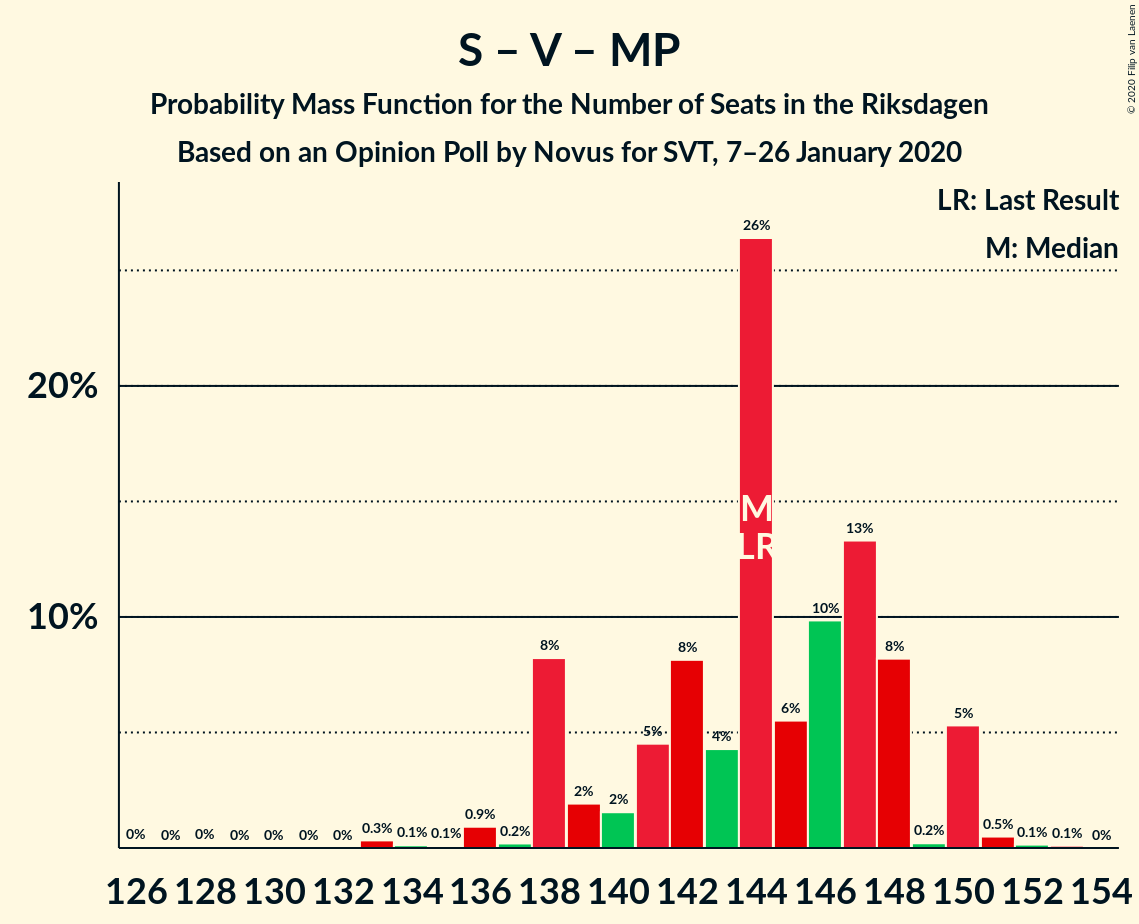 S – V – MP
Probability Mass Function for the Number of Seats in the Riksdagen
Based on an Opinion Poll by Novus for SVT, 7–26 January 2020
© 2020 Filip van Laenen
LR: Last Result
M: Median
20%
10%
0% 0% 0% 0% 0% 0% 0% 0.3% 0.1% 0.1% 0.9% 0.2% 8% 2% 2% 5% 8% 4% 26% 6% 10% 13% 8% 0.2% 5% 0.5% 0.1% 0.1% 0%
M
LR
126 128 130 132 134 136 138 140 142 144 146 148 150 152 154